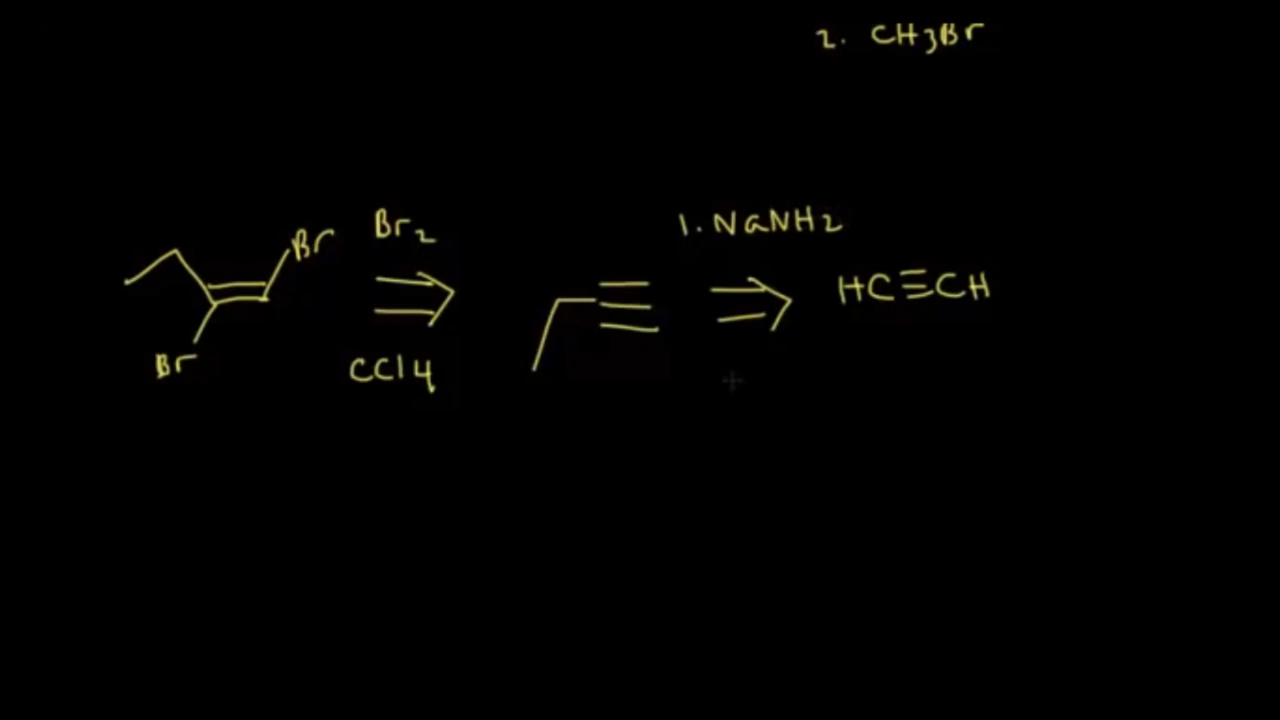 2. CH3Br
Br2
1. NaNH2
Br
HC≡CH
Br
CCl4